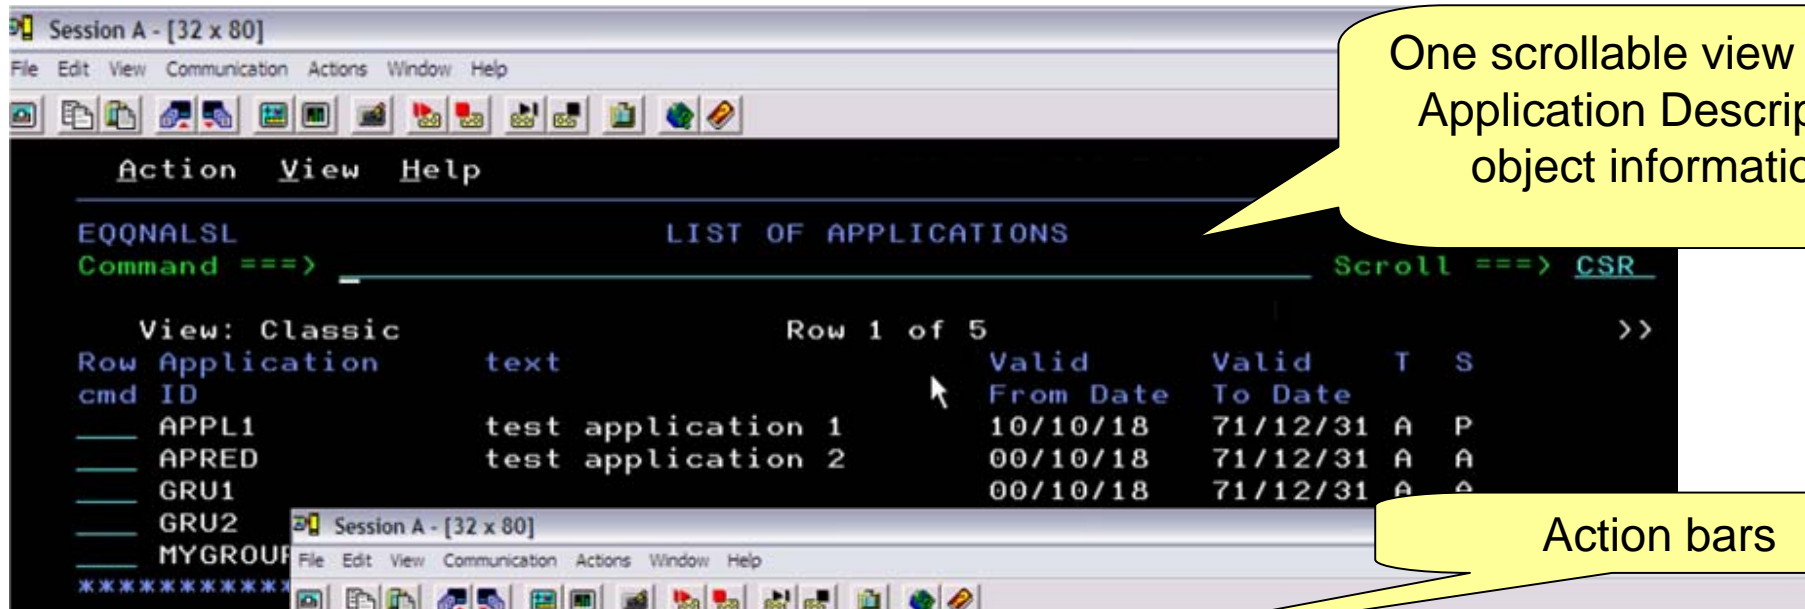 Session A - [32 x 80]
File Edit View Communication Actions Window Help
One scrollable view
Application Descrip
object informatio
Action View Help
EQQNALSL LIST OF APPLICATIONS
Command ===> Scroll ===> CSR
View: Classic Row 1 of 5 >>
Row Application text Valid Valid T S
cmd ID From Date To Date
APPL1 test application 1 10/10/18 71/12/31 A P
APRED test application 2 00/10/18 71/12/31 A A
GRU1 00/10/18 71/12/31 A A
GRU2
MYGROUP
***********
Session A - [32 x 80]
File Edit View Communication Actions Window Help
Action bars